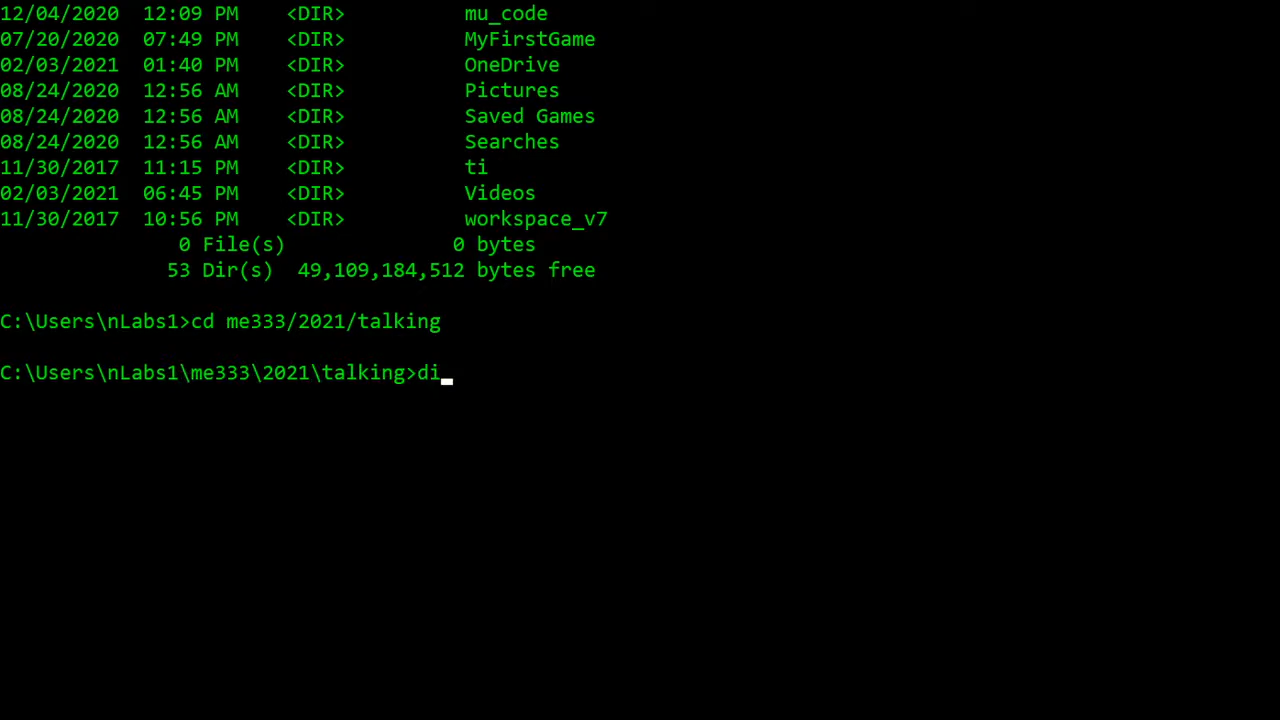 12/04/2020  12:09 PM    <DIR>          mu_code
07/20/2020  07:49 PM    <DIR>          MyFirstGame
02/03/2021  01:40 PM    <DIR>          OneDrive
08/24/2020  12:56 AM    <DIR>          Pictures
08/24/2020  12:56 AM    <DIR>          Saved Games
08/24/2020  12:56 AM    <DIR>          Searches
11/30/2017  11:15 PM    <DIR>          ti
02/03/2021  06:45 PM    <DIR>          Videos
11/30/2017  10:56 PM    <DIR>          workspace_v7
               0 File(s)              0 bytes
              53 Dir(s)  49,109,184,512 bytes free
C:\Users\nLabs1>cd me333/2021/talking
C:\Users\nLabs1\me333\2021\talking>di